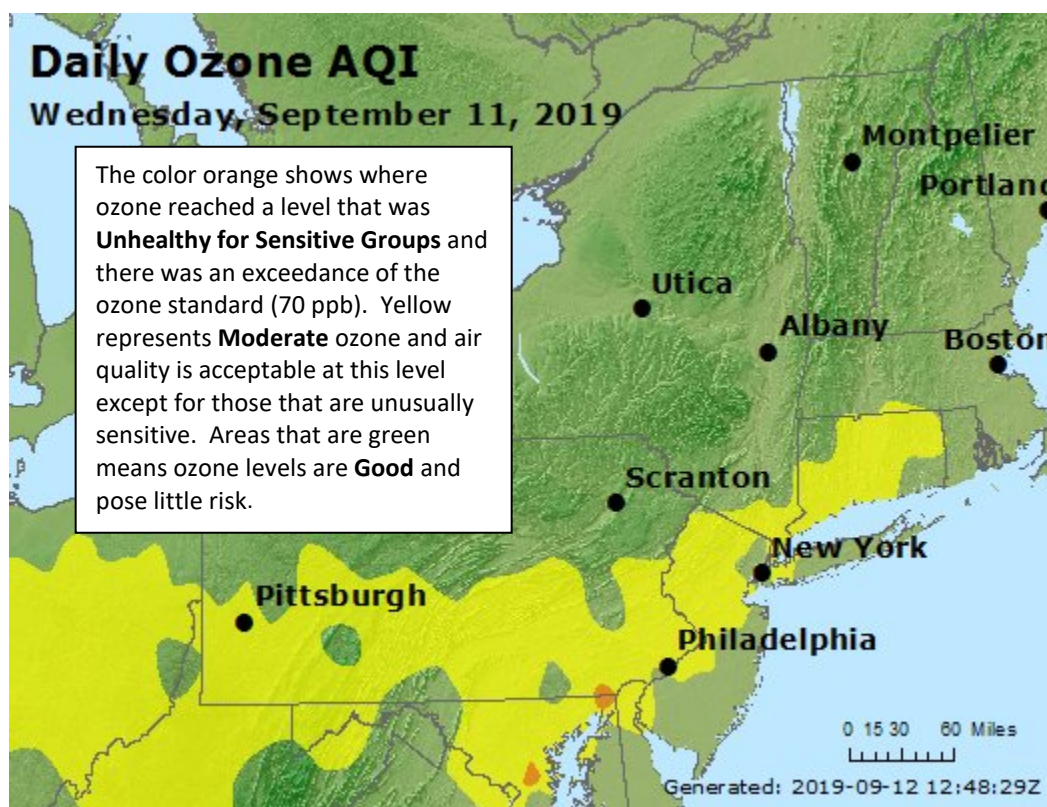 Daily Ozone AQI
Wednesday, September 11, 2019
The color orange shows where
ozone reached a level that was
Unhealthy for Sensitive Groups and
there was an exceedance of the
ozone standard (70 ppb).  Yellow
represents Moderate ozone and air
quality is acceptable at this level
except for those that are unusually
sensitive.  Areas that are green
means ozone levels are Good and
pose little risk.
Montpelier
Portland
Utica
Albany
Boston
Scranton
New York
Pittsburgh
Philadelphia
0 15 30 60 Miles
Generated: 2019-09-12 12:48:29Z